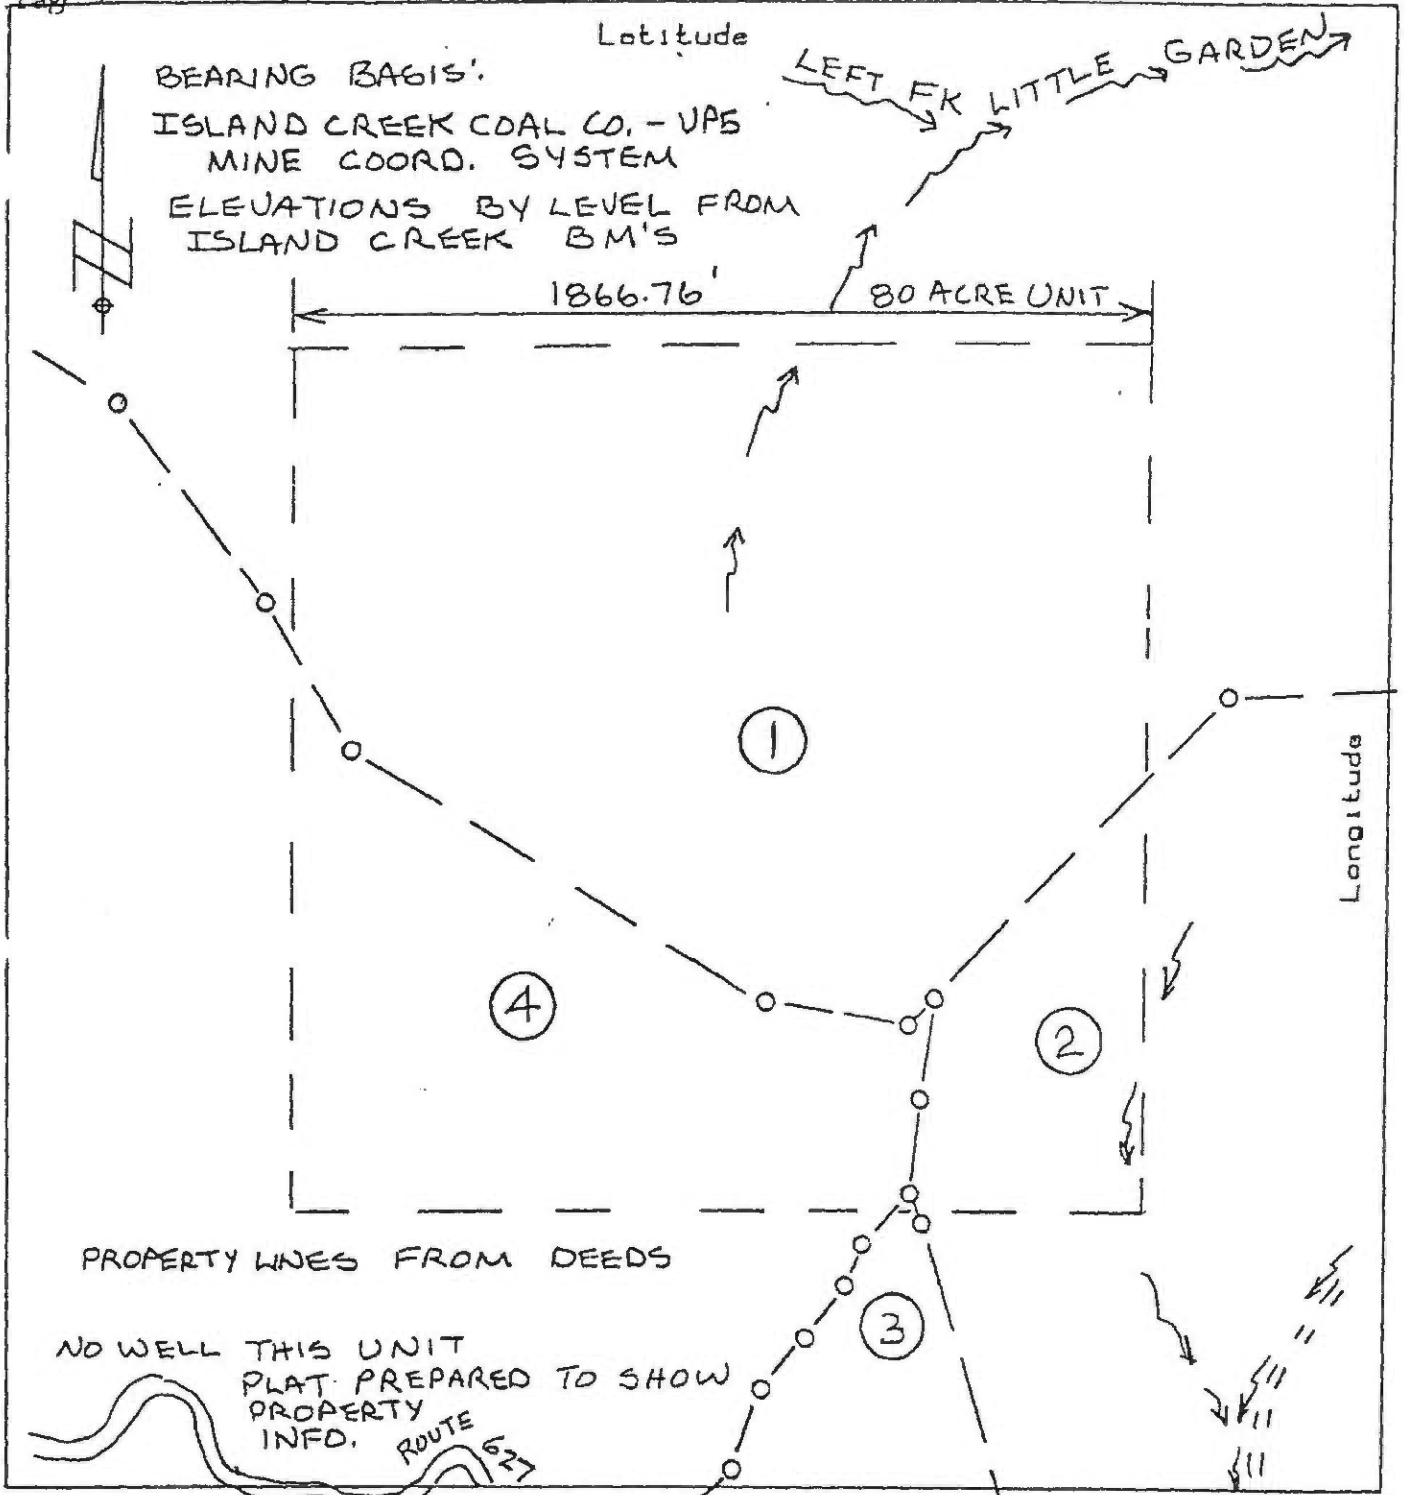 Latitude
BEARING BASIS:
ISLAND CREEK COAL CO. - VP5
MINE COORD. SYSTEM
ELEVATIONS BY LEVEL FROM
ISLAND CREEK BM'S
LEFT FK LITTLE GARDEN
1866.76' 80 ACRE UNIT
1
Longitude
4
2
PROPERTY LINES FROM DEEDS
3
NO WELL THIS UNIT
PLAT PREPARED TO SHOW
PROPERTY
INFO.
ROUTE 627